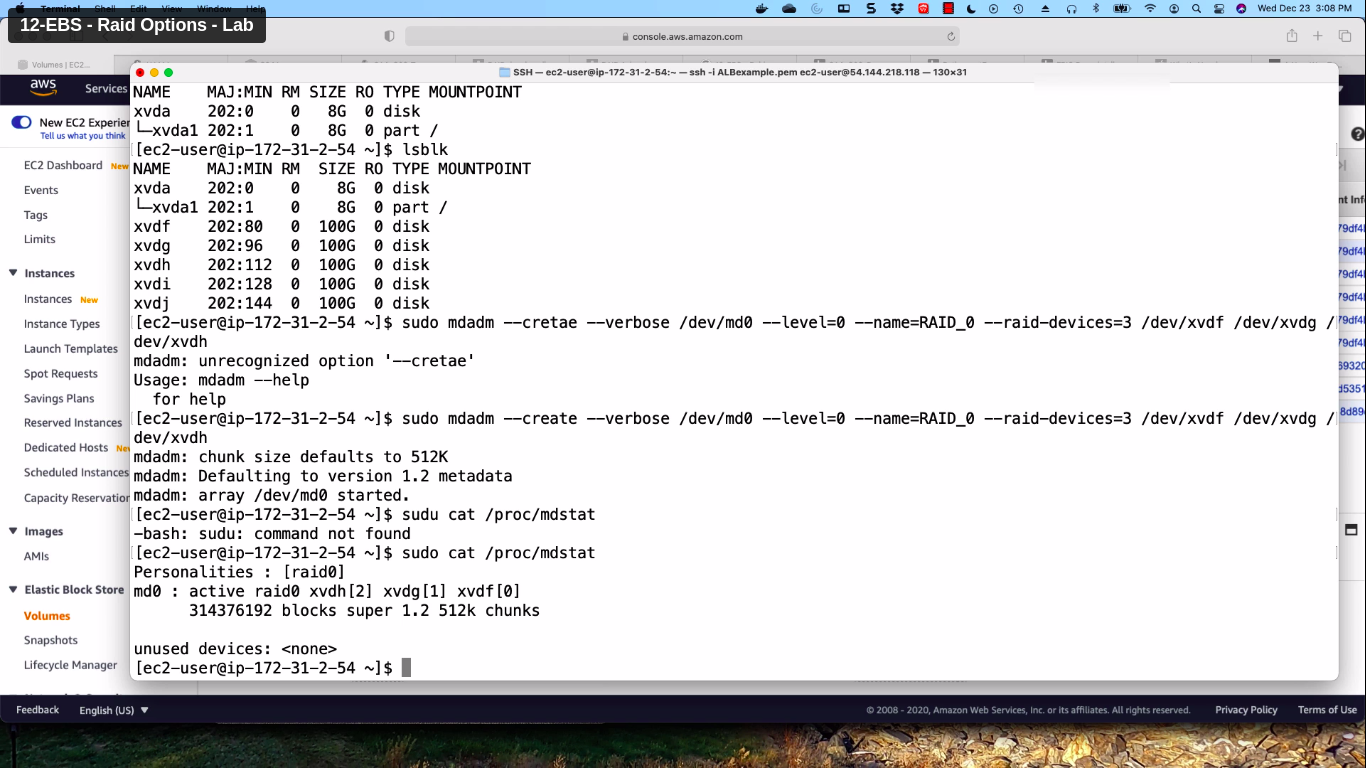 Terminal Shell Edit View Window Help
Wed Dec 23 3:08 PM
12-EBS - Raid Options - Lab
console.aws.amazon.com
Volumes | EC2...
SSH — ec2-user@ip-172-31-2-54:~ — ssh -i ALBexample.pem ec2-user@54.144.218.118 — 130×31
aws
Services
New EC2 Experien
Tell us what you think
EC2 Dashboard New
Events
Tags
Limits
Instances
Instances New
Instance Types
Launch Templates
Spot Requests
Savings Plans
Reserved Instances
Dedicated Hosts New
Scheduled Instances
Capacity Reservation
Images
AMIs
Elastic Block Store
Volumes
Snapshots
Lifecycle Manager
NAME MAJ:MIN RM SIZE RO TYPE MOUNTPOINT
xvda 202:0 0 8G 0 disk
└─xvda1 202:1 0 8G 0 part /
[ec2-user@ip-172-31-2-54 ~]$ lsblk
NAME MAJ:MIN RM SIZE RO TYPE MOUNTPOINT
xvda 202:0 0 8G 0 disk
└─xvda1 202:1 0 8G 0 part /
xvdf 202:80 0 100G 0 disk
xvdg 202:96 0 100G 0 disk
xvdh 202:112 0 100G 0 disk
xvdi 202:128 0 100G 0 disk
xvdj 202:144 0 100G 0 disk
[ec2-user@ip-172-31-2-54 ~]$ sudo mdadm --cretae --verbose /dev/md0 --level=0 --name=RAID_0 --raid-devices=3 /dev/xvdf /dev/xvdg /
dev/xvdh
mdadm: unrecognized option '--cretae'
Usage: mdadm --help
for help
[ec2-user@ip-172-31-2-54 ~]$ sudo mdadm --create --verbose /dev/md0 --level=0 --name=RAID_0 --raid-devices=3 /dev/xvdf /dev/xvdg /
dev/xvdh
mdadm: chunk size defaults to 512K
mdadm: Defaulting to version 1.2 metadata
mdadm: array /dev/md0 started.
[ec2-user@ip-172-31-2-54 ~]$ sudu cat /proc/mdstat
-bash: sudu: command not found
[ec2-user@ip-172-31-2-54 ~]$ sudo cat /proc/mdstat
Personalities : [raid0]
md0 : active raid0 xvdh[2] xvdg[1] xvdf[0]
314376192 blocks super 1.2 512k chunks
unused devices: <none>
[ec2-user@ip-172-31-2-54 ~]$
nt Inf
79df4
79df4
79df4
79df4
79df4
79df4
69320
d5351
8d89
Feedback English (US)
© 2008 - 2020, Amazon Web Services, Inc. or its affiliates. All rights reserved. Privacy Policy Terms of Use